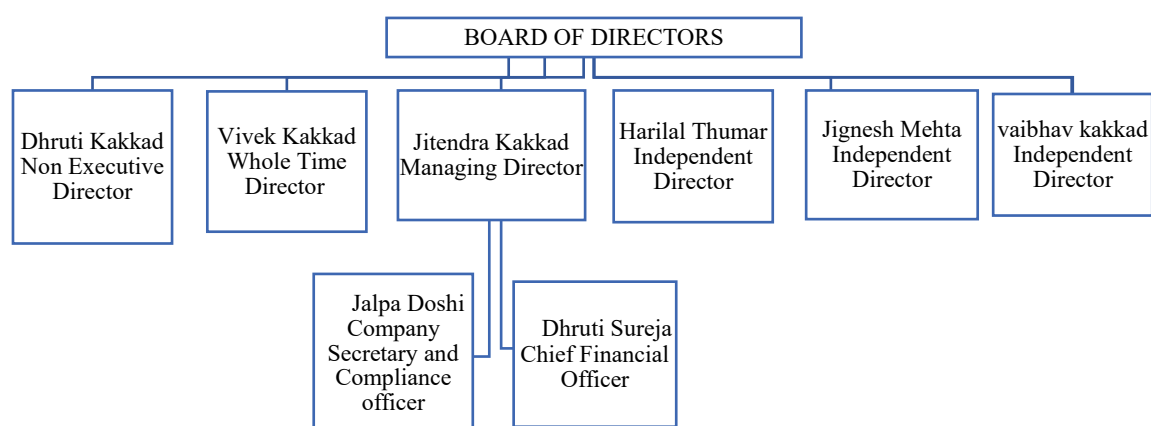 BOARD OF DIRECTORS
Dhruti Kakkad
Non Executive
Director
Vivek Kakkad
Whole Time
Director
Jitendra Kakkad
Managing Director
Harilal Thumar
Independent
Director
Jignesh Mehta
Independent
Director
vaibhav kakkad
Independent
Director
Jalpa Doshi
Company
Secretary and
Compliance
officer
Dhruti Sureja
Chief Financial
Officer